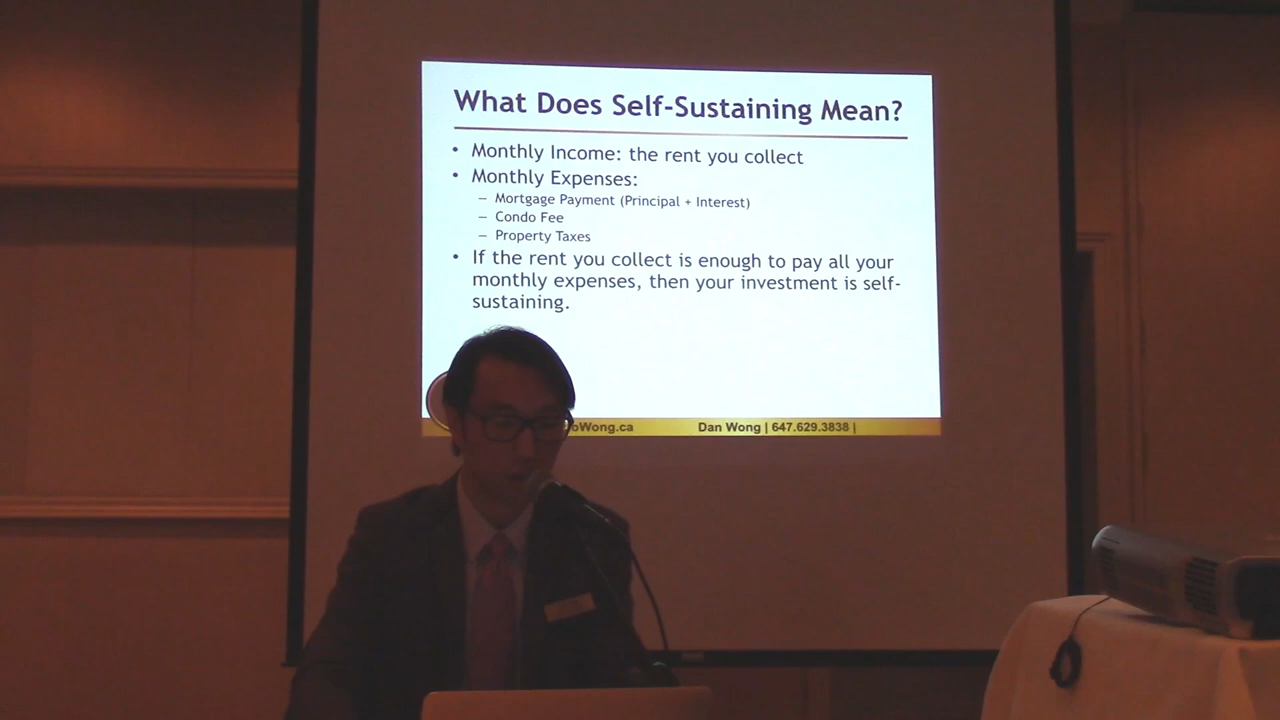 What Does Self-Sustaining Mean?
• Monthly Income: the rent you collect
• Monthly Expenses:
– Mortgage Payment (Principal + Interest)
– Condo Fee
– Property Taxes
• If the rent you collect is enough to pay all your
monthly expenses, then your investment is self-
sustaining.
oWong.ca Dan Wong | 647.629.3838 |